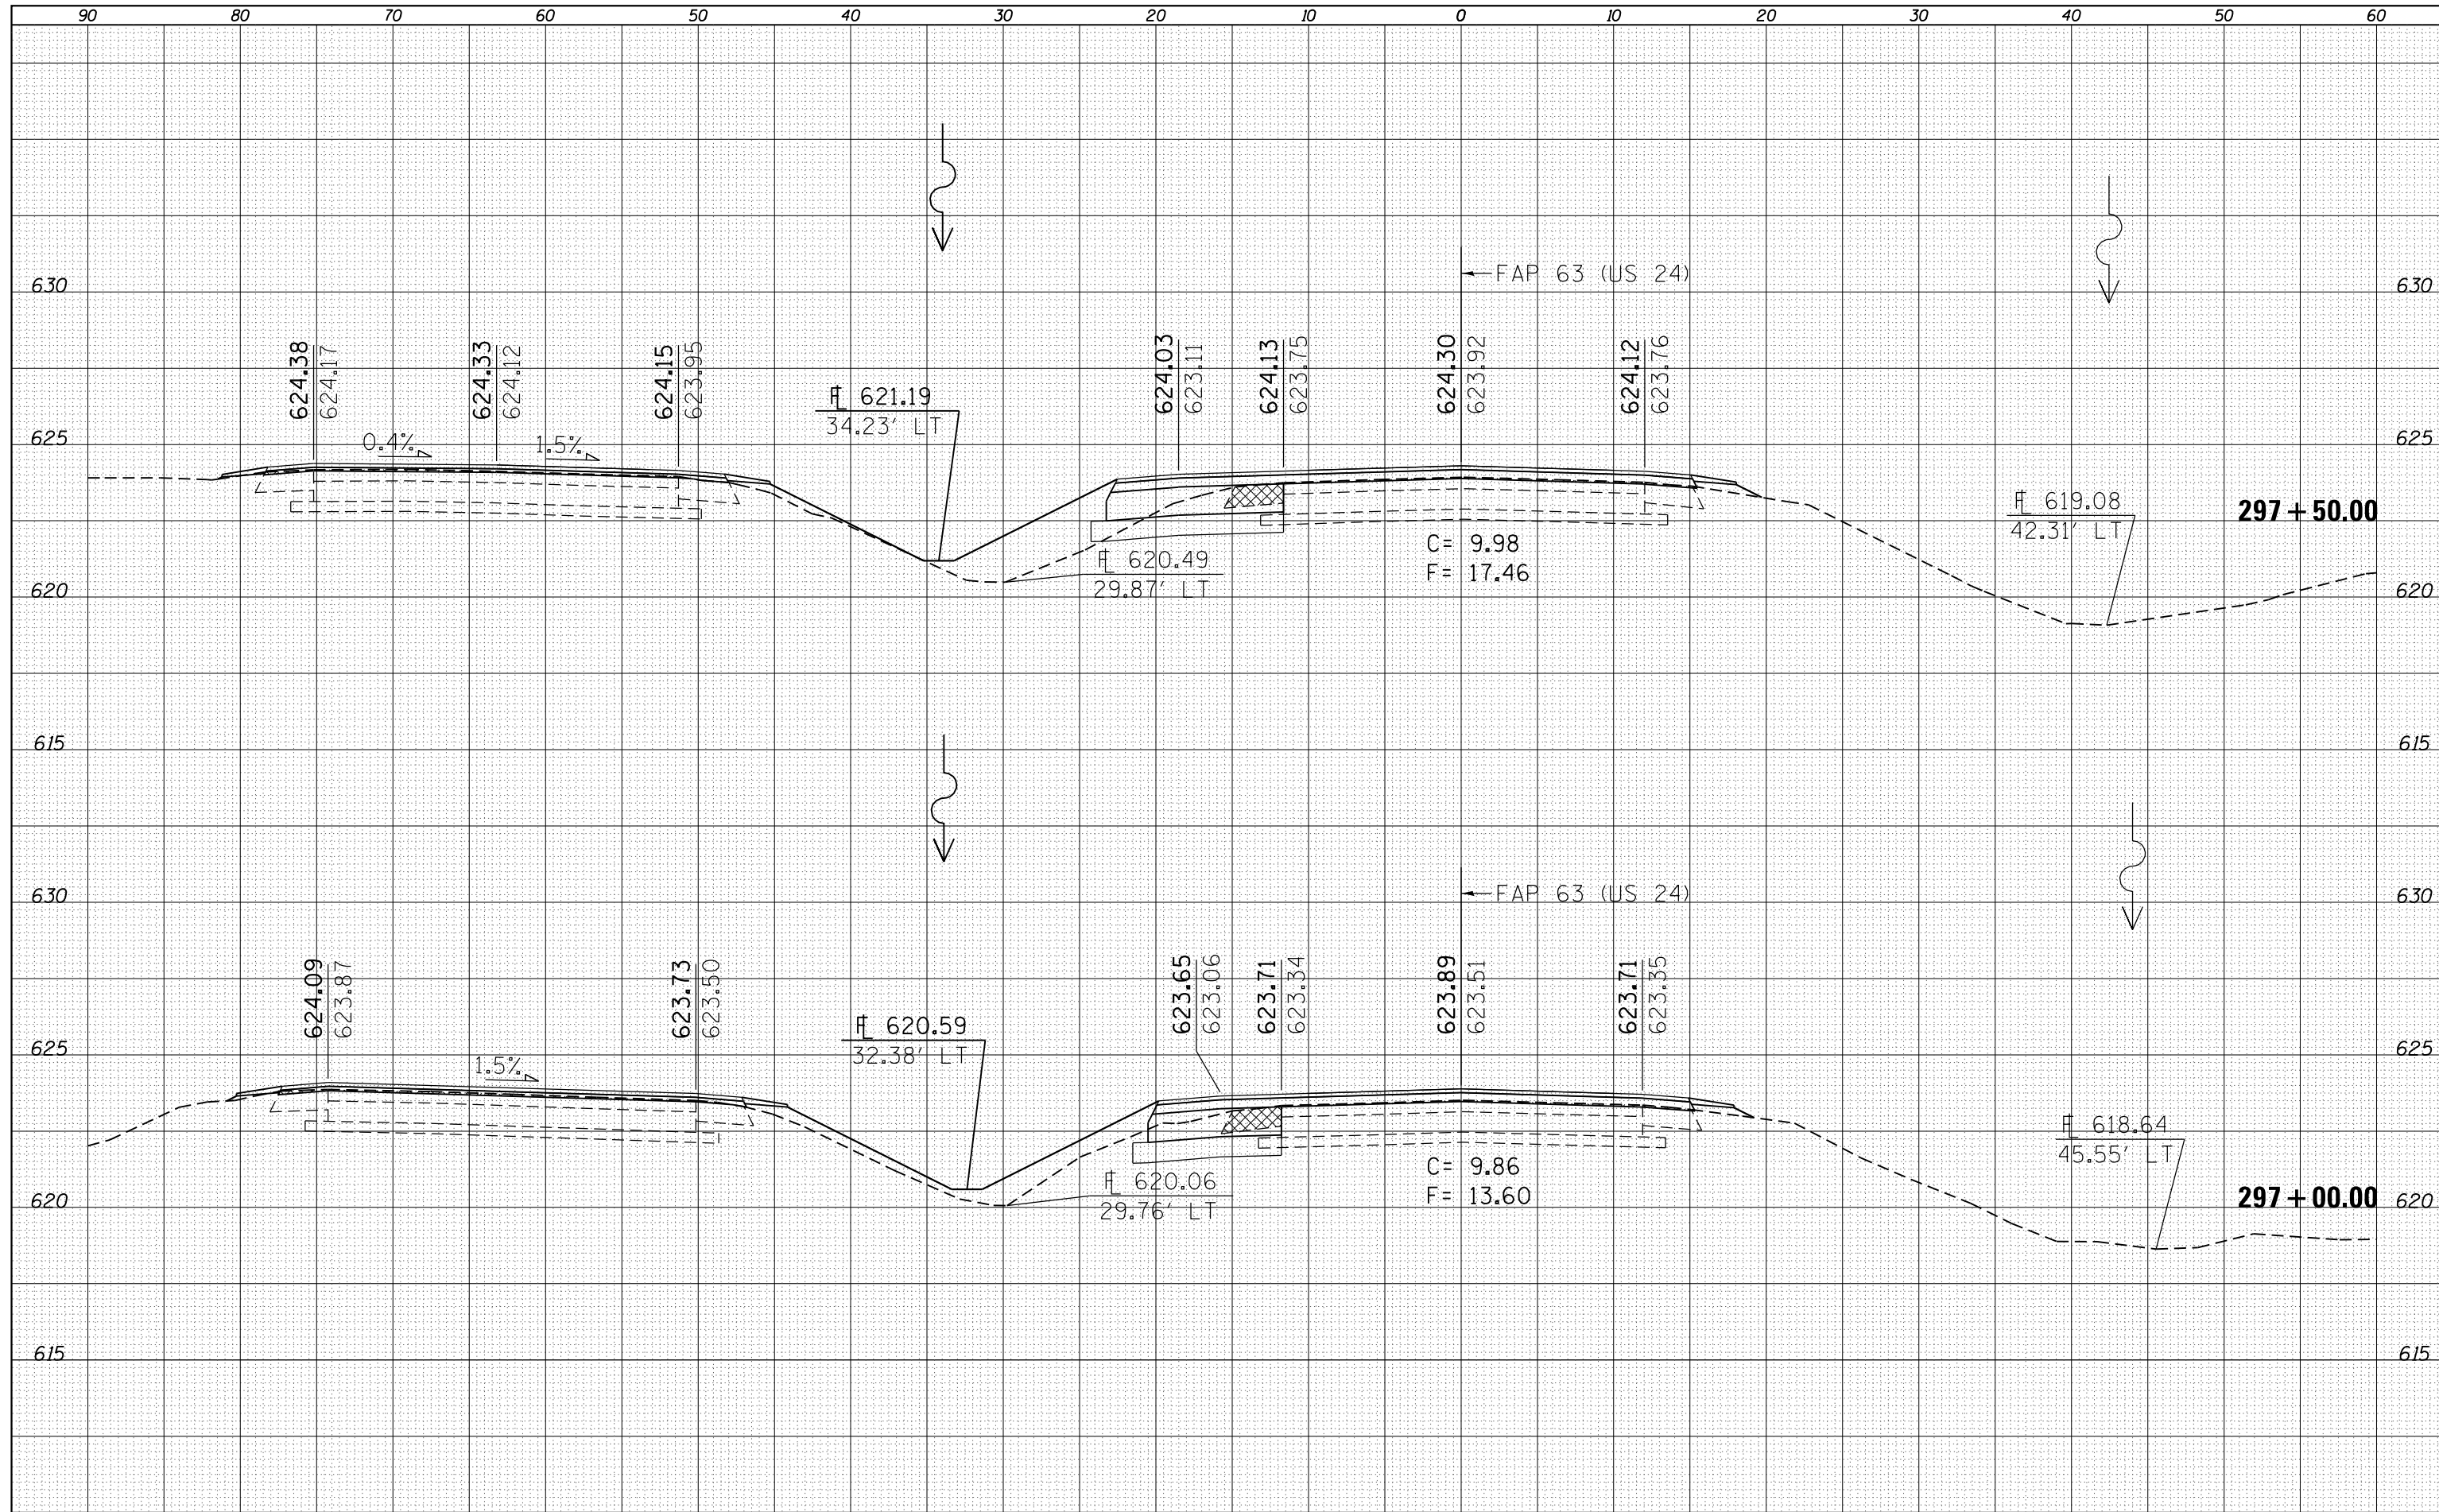 90 80 70 60 50 40 30 20 10 0 10 20 30 40 50 60
FAP 63 (US 24)
630 630
624.38
624.17
624.33
624.12
624.15
623.95
624.03
623.11
624.13
623.75
624.30
623.92
624.12
623.76
℄ 621.19
34.23' LT
625 0.4% 1.5% 625
℄ 619.08
42.31' LT
297 + 50.00
C= 9.98
F= 17.46
℄ 620.49
29.87' LT
620 620
615 615
FAP 63 (US 24)
630 630
624.09
623.87
623.73
623.50
623.65
623.06
623.71
623.34
623.89
623.51
623.71
623.35
℄ 620.59
32.38' LT
625 625
1.5%
℄ 618.64
45.55' LT
C= 9.86
F= 13.60
℄ 620.06
29.76' LT
620 297 + 00.00 620
615 615